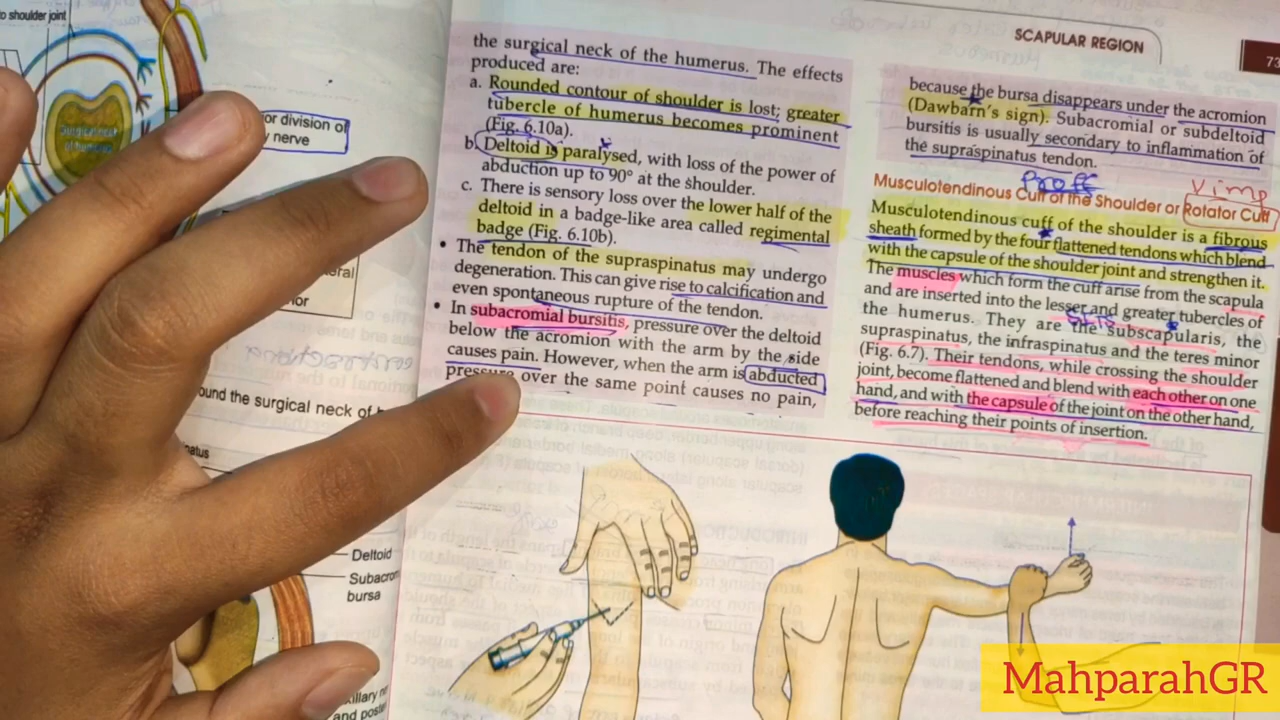 o shoulder joint
or division of
nerve
eral
ior
ound the surgical neck of
natus
Deltoid
Subacrom
bursa
xillary n
and poste
the surgical neck of the humerus. The effects
produced are:
a. Rounded contour of shoulder is lost; greater
tubercle of humerus becomes prominent
(Fig. 6.10a).
b. Deltoid is paralysed, with loss of the power of
abduction up to 90° at the shoulder.
c. There is sensory loss over the lower half of the
deltoid in a badge-like area called regimental
badge (Fig. 6.10b).
• The tendon of the supraspinatus may undergo
degeneration. This can give rise to calcification and
even spontaneous rupture of the tendon.
• In subacromial bursitis, pressure over the deltoid
below the acromion with the arm by the side
causes pain. However, when the arm is abducted
pressure over the same point causes no pain,
SCAPULAR REGION
73
because the bursa disappears under the acromion
(Dawbarn's sign). Subacromial or subdeltoid
bursitis is usually secondary to inflammation of
the supraspinatus tendon.
Proff
Vimp
Musculotendinous Cuff of the Shoulder or Rotator Cuff
Musculotendinous cuff of the shoulder is a fibrous
sheath formed by the four flattened tendons which blend
with the capsule of the shoulder joint and strengthen it.
The muscles which form the cuff arise from the scapula
and are inserted into the lesser and greater tubercles of
the humerus. They are the subscapularis, the
supraspinatus, the infraspinatus and the teres minor
(Fig. 6.7). Their tendons, while crossing the shoulder
joint, become flattened and blend with each other on one
hand, and with the capsule of the joint on the other hand,
before reaching their points of insertion.
MahparahGR